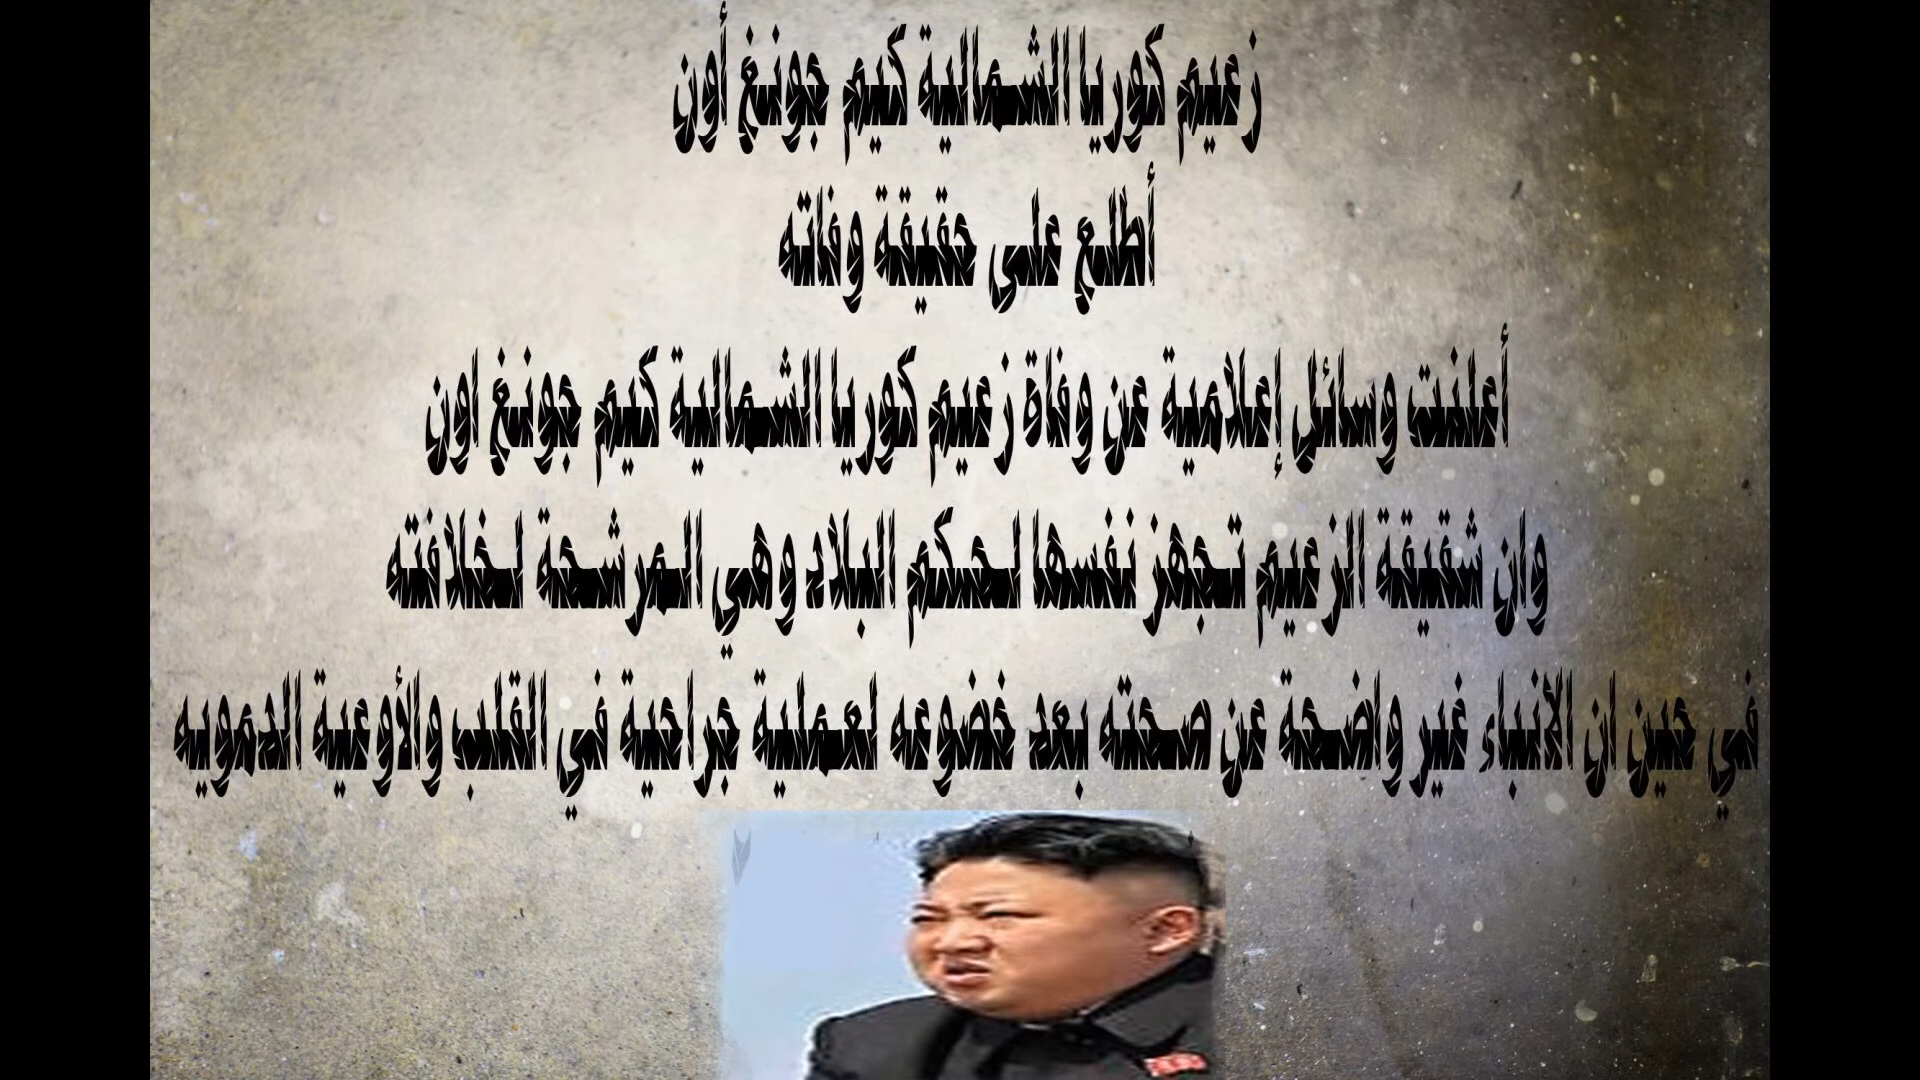 زعيم كوريا الشمالية كيم جونغ أون
أطلع على حقيقة وفاته
أعلنت وسائل إعلامية عن وفاة زعيم كوريا الشمالية كيم جونغ اون
وان شقيقة الزعيم تجهز نفسها لحكم البلاد وهي المرشحة لخلافته
في حين ان الأنباء غير واضحة عن صحته بعد خضوعه لعملية جراحية في القلب والأوعية الدمويه